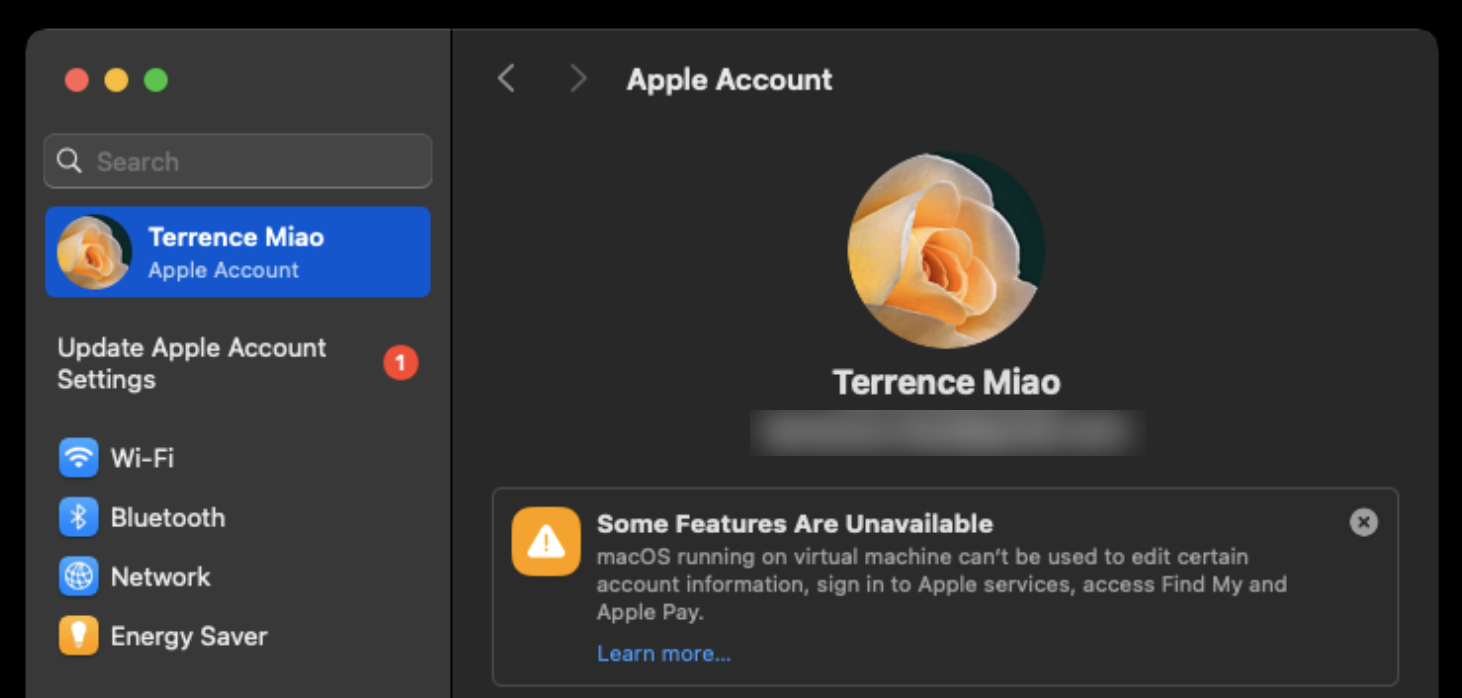 Apple Account
Search
Terrence Miao
Apple Account
Update Apple Account
Settings
1
Wi-Fi
Bluetooth
Network
Energy Saver
Terrence Miao
Some Features Are Unavailable
macOS running on virtual machine can't be used to edit certain
account information, sign in to Apple services, access Find My and
Apple Pay.
Learn more...